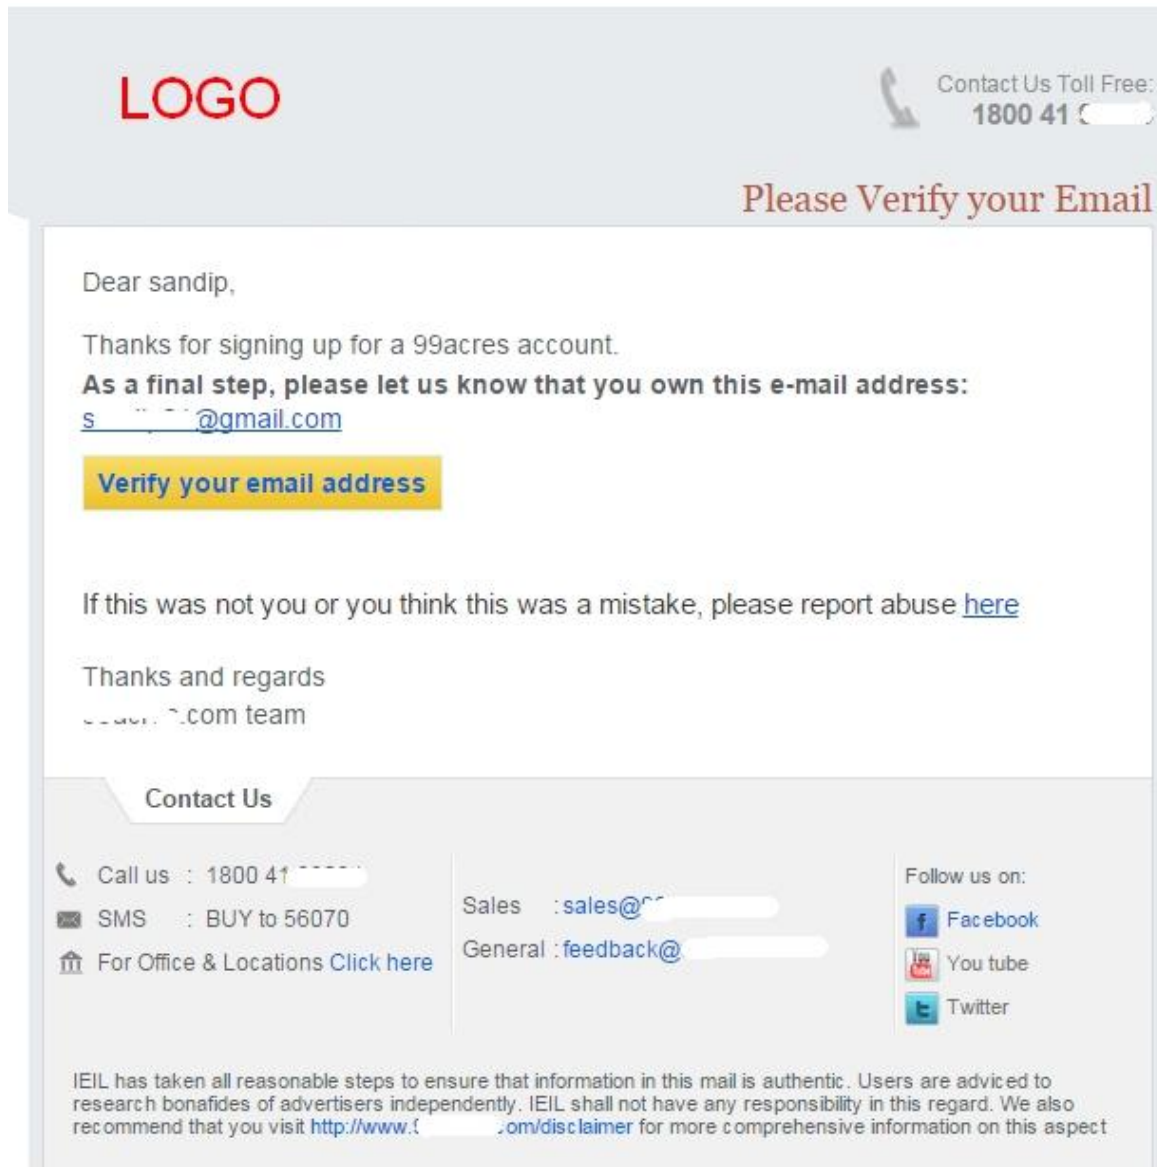 LOGO
Contact Us Toll Free:
1800 41
Please Verify your Email
Dear sandip,
Thanks for signing up for a 99acres account.
As a final step, please let us know that you own this e-mail address:
@gmail.com
Verify your email address
If this was not you or you think this was a mistake, please report abuse here
Thanks and regards
.com team
Contact Us
Call us : 1800 41
SMS : BUY to 56070
For Office & Locations Click here
Sales : sales@
General : feedback@
Follow us on:
Facebook
You tube
Twitter
IEIL has taken all reasonable steps to ensure that information in this mail is authentic. Users are adviced to
research bonafides of advertisers independently. IEIL shall not have any responsibility in this regard. We also
recommend that you visit http://www. om/disclaimer for more comprehensive information on this aspect